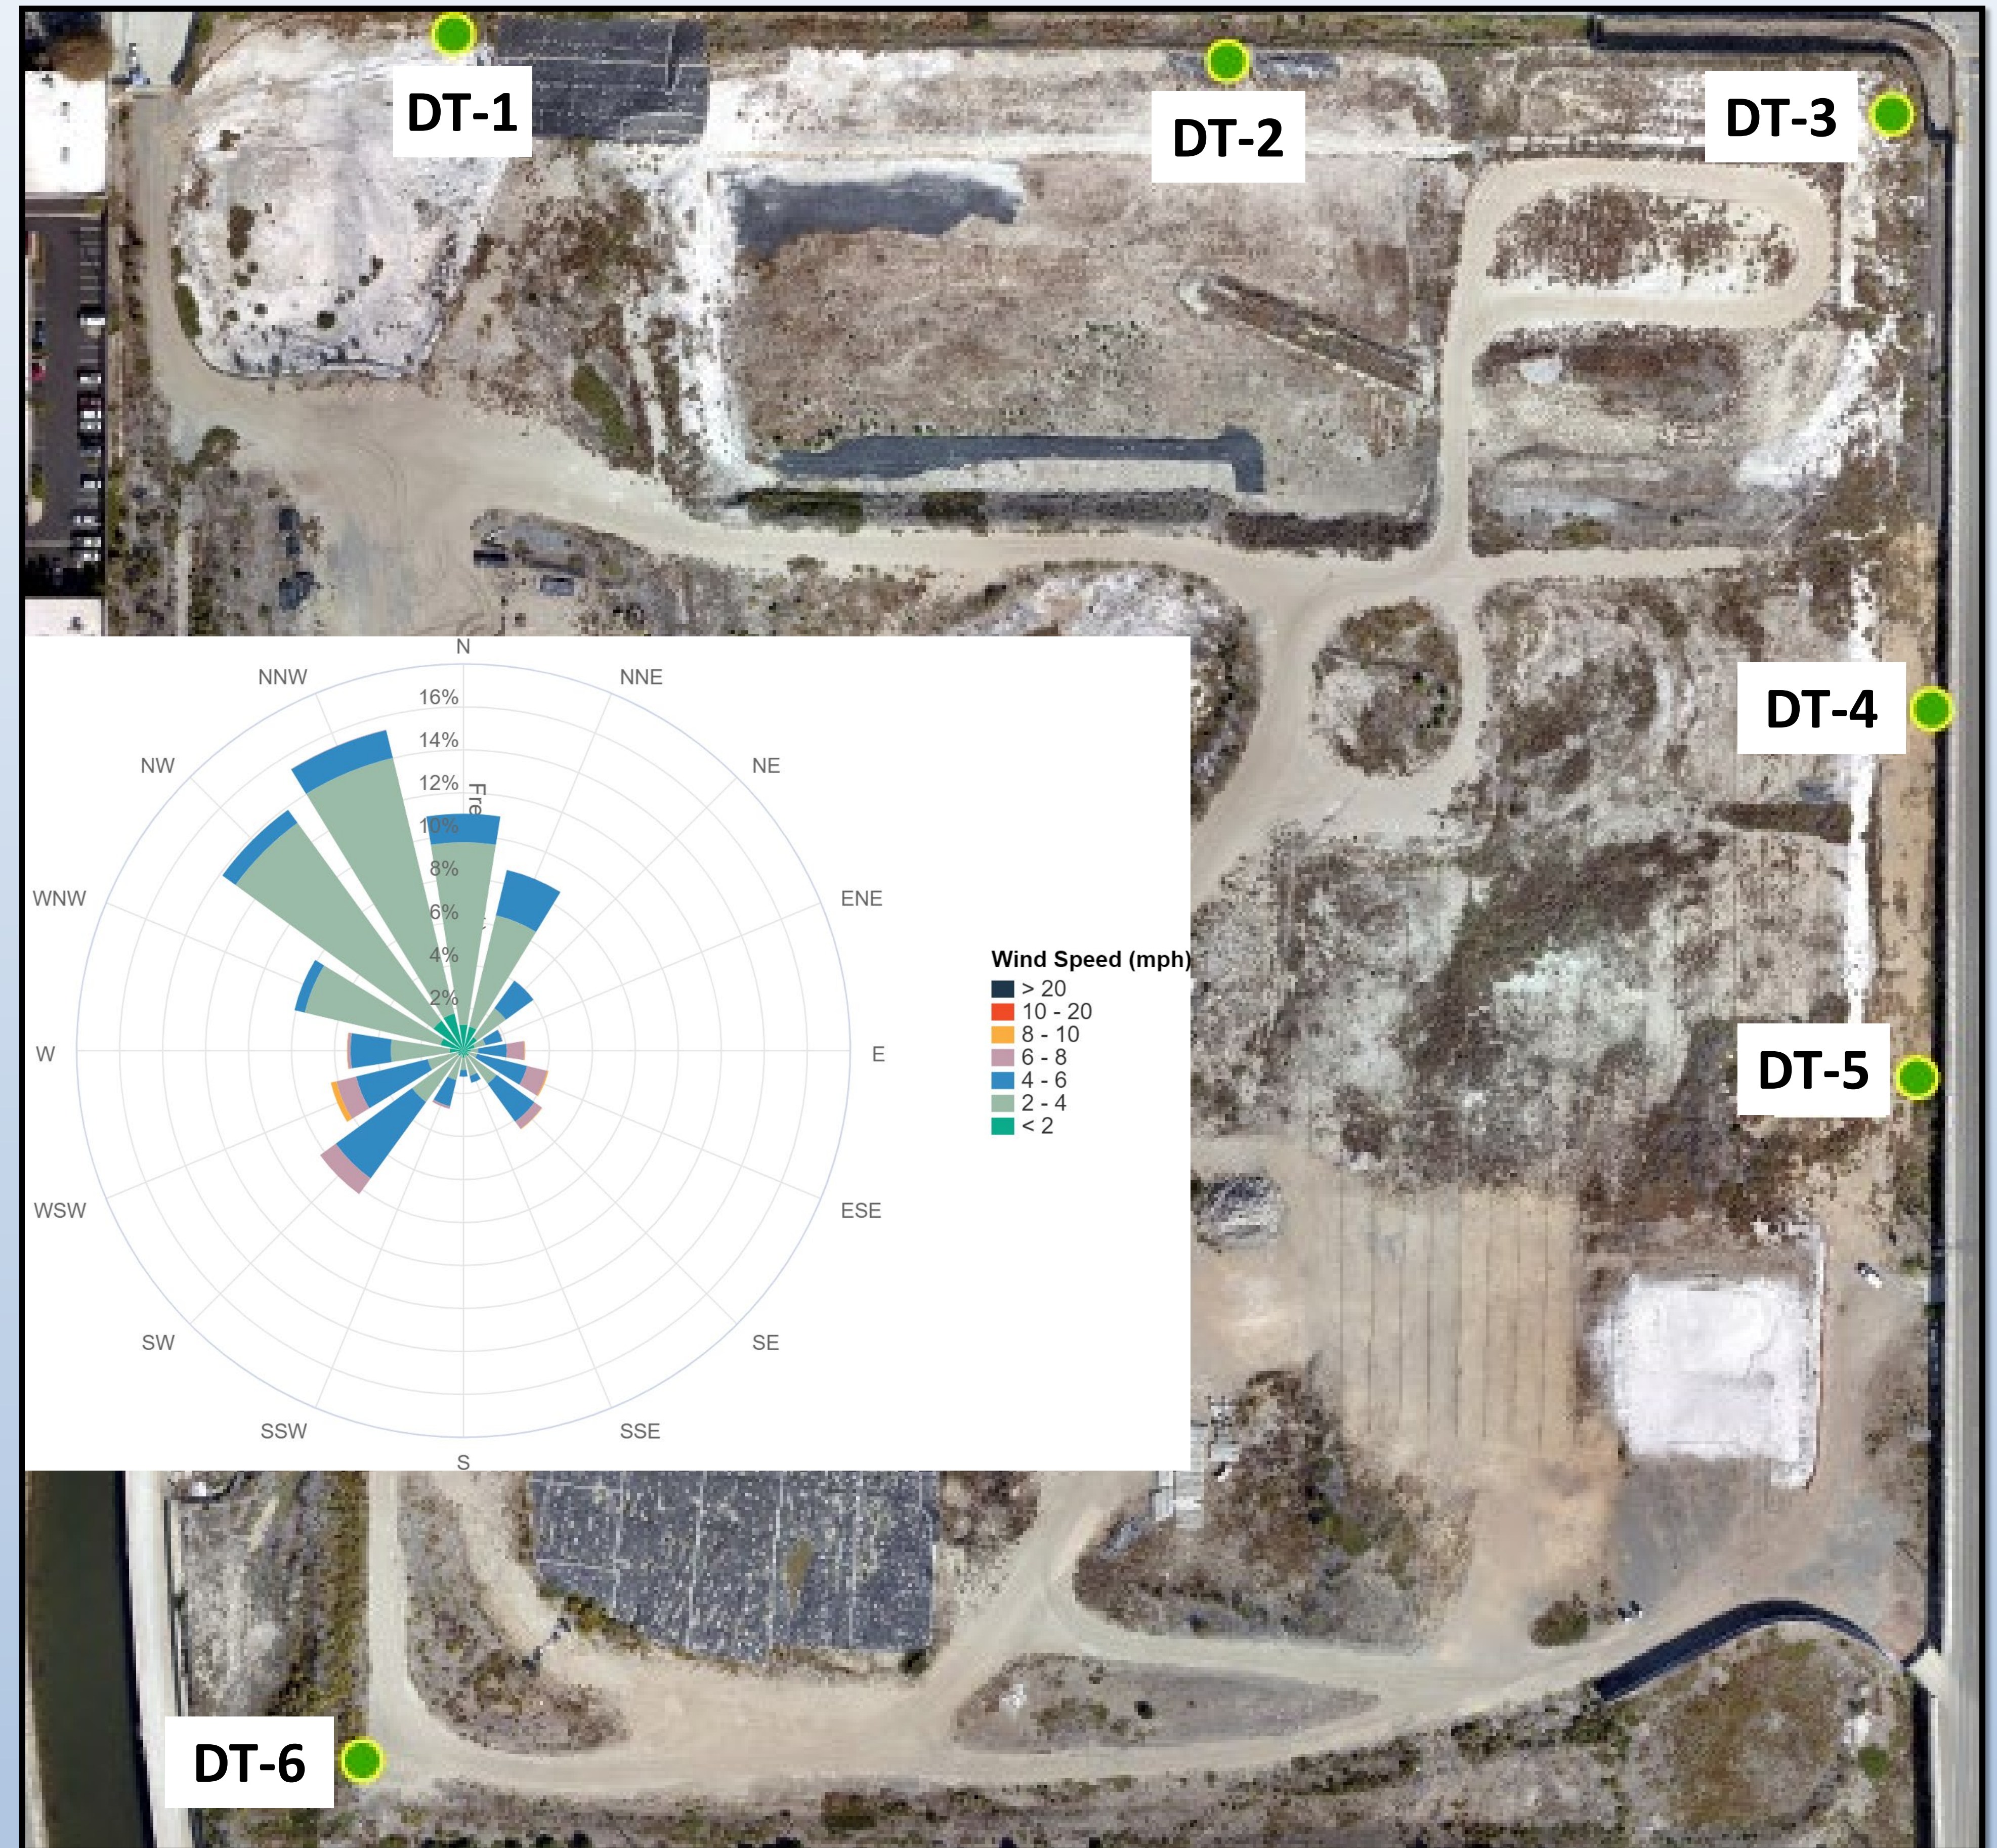 DT-1
DT-2
DT-3
DT-4
DT-5
DT-6
N
NNW
NNE
NW
NE
WNW
ENE
W
E
WSW
ESE
SW
SE
SSW
SSE
S
16%
14%
12%
10%
8%
6%
4%
2%
Fre
Wind Speed (mph)
> 20
10 - 20
8 - 10
6 - 8
4 - 6
2 - 4
< 2